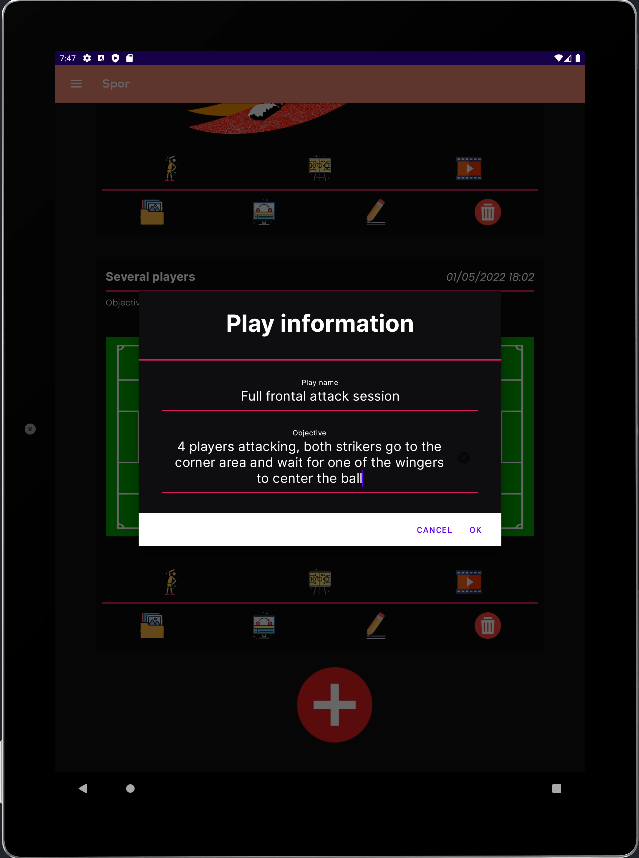 7:47
Spor
Several players
01/05/2022 18:02
Objectiv
Play information
Play name
Full frontal attack session
Objective
4 players attacking, both strikers go to the
corner area and wait for one of the wingers
to center the ball
CANCEL
OK